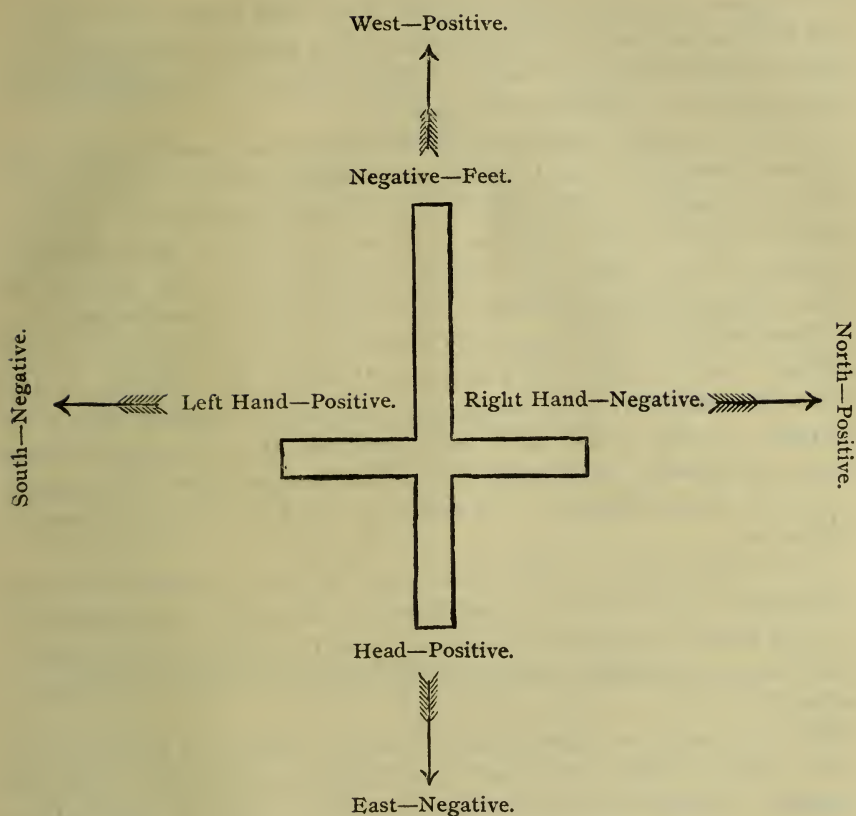 West—Positive.
Negative—Feet.
South—Negative.
Left Hand—Positive.
Right Hand—Negative.
North—Positive.
Head—Positive.
East—Negative.